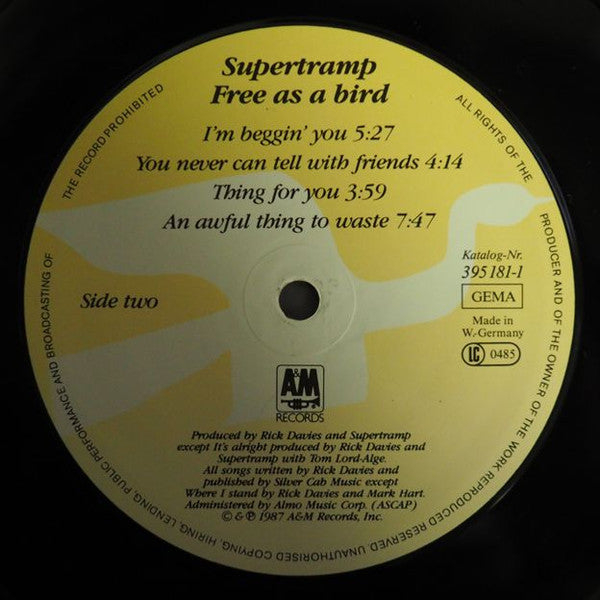 Supertramp
Free as a bird
I'm beggin' you 5:27
You never can tell with friends 4:14
Thing for you 3:59
An awful thing to waste 7:47
Side two
Katalog-Nr.
395 181-1
GEMA
Made in
W.-Germany
LC 0485
A&M
RECORDS
Produced by Rick Davies and Supertramp
except It's alright produced by Rick Davies and
Supertramp with Tom Lord-Alge.
All songs written by Rick Davies and
published by Silver Cab Music except
Where I stand by Rick Davies and Mark Hart.
Administered by Almo Music Corp. (ASCAP)
© & ℗ 1987 A&M Records, Inc.
ALL RIGHTS OF THE PRODUCER AND OF THE OWNER OF THE WORK REPRODUCED RESERVED. UNAUTHORISED COPYING, HIRING, LENDING, PUBLIC PERFORMANCE AND BROADCASTING OF THE RECORD PROHIBITED